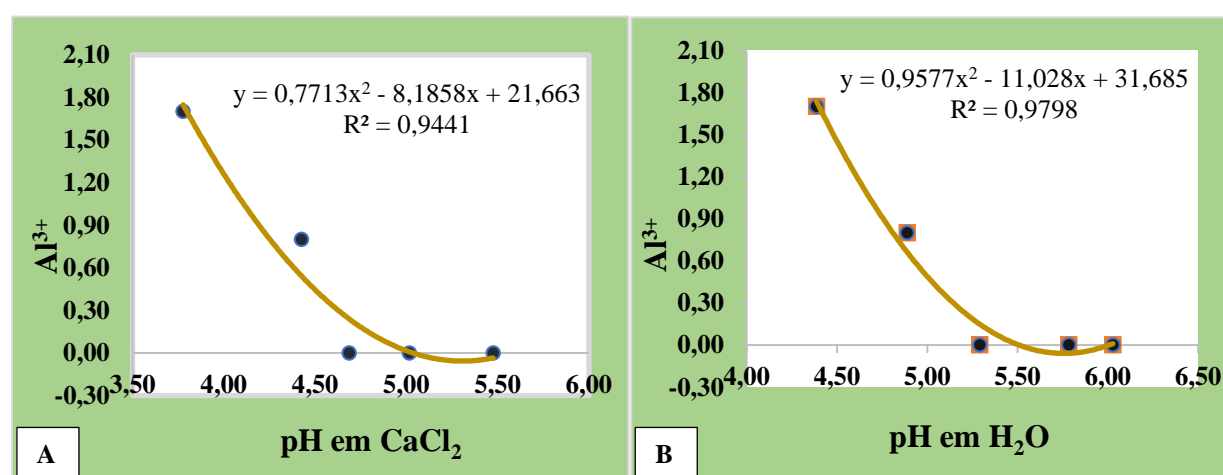 2,10
1,80
1,50
1,20
0,90
0,60
0,30
0,00
-0,30
Al³⁺
y = 0,7713x² - 8,1858x + 21,663
R² = 0,9441
3,50 4,00 4,50 5,00 5,50 6,00
pH em CaCl₂
A
2,10
1,80
1,50
1,20
0,90
0,60
0,30
0,00
-0,30
Al³⁺
y = 0,9577x² - 11,028x + 31,685
R² = 0,9798
4,00 4,50 5,00 5,50 6,00 6,50
pH em H₂O
B